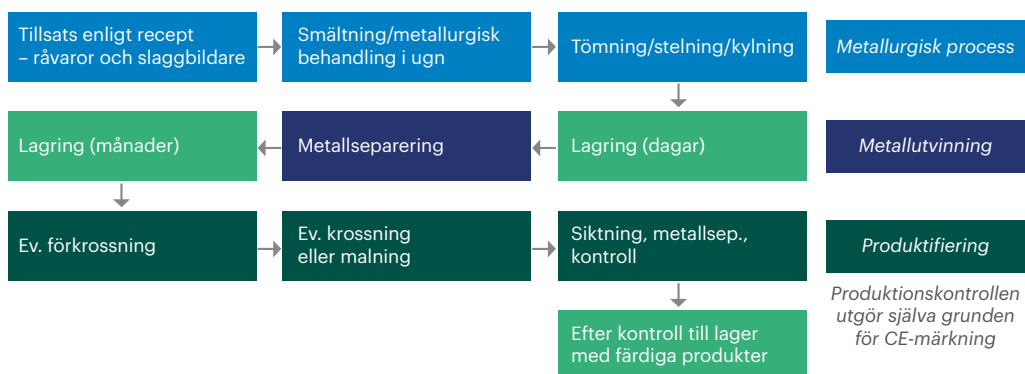 Tillsats enligt recept
– råvaror och slaggbildare
Smältning/metallurgisk
behandling i ugn
Tömning/stelning/kylning
Metallurgisk process
Lagring (månader)
Metallseparering
Lagring (dagar)
Metallutvinning
Ev. förkrossning
Ev. krossning
eller malning
Siktning, metallsep.,
kontroll
Produktifiering
Produktionskontrollen
utgör själva grunden
för CE-märkning
Efter kontroll till lager
med färdiga produkter